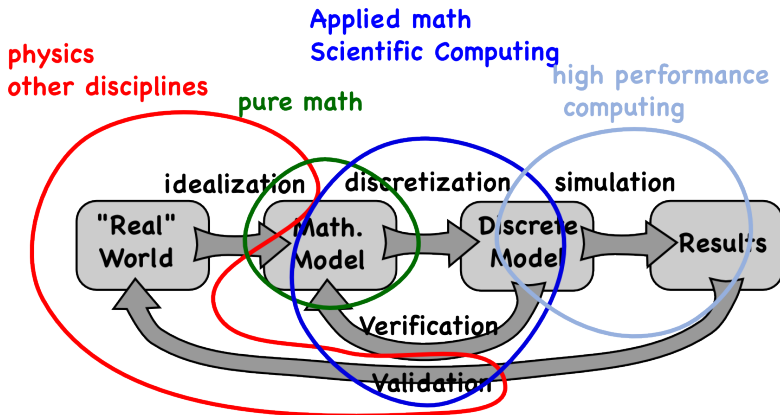 Applied math
Scientific Computing
physics
other disciplines
high performance
computing
pure math
idealization
discretization
simulation
"Real"
World
Math.
Model
Discrete
Model
Results
Verification
Validation